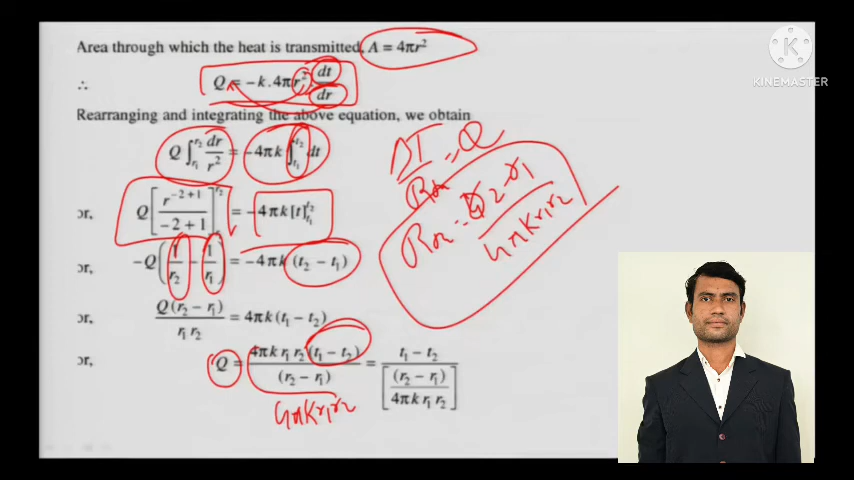 Area through which the heat is transmitted, A = 4πr²
∴ Q = −k.4πr² dt/dr
Rearranging and integrating the above equation, we obtain
Q ∫_{r₁}^{r₂} dr/r² = −4πk ∫_{t₁}^{t₂} dt
or, Q [r^{−2+1}/(−2+1)]_{r₁}^{r₂} = −4πk [t]_{t₁}^{t₂}
or, −Q (1/r₂ − 1/r₁) = −4πk (t₂ − t₁)
or, Q(r₂ − r₁)/(r₁ r₂) = 4πk (t₁ − t₂)
or, Q = 4πk r₁ r₂ (t₁ − t₂)/(r₂ − r₁) = (t₁ − t₂)/[(r₂ − r₁)/(4πk r₁ r₂)]
4πKr₁r₂
= Q
r₂ − r₁
4πKr₁r₂
K
KINEMASTER